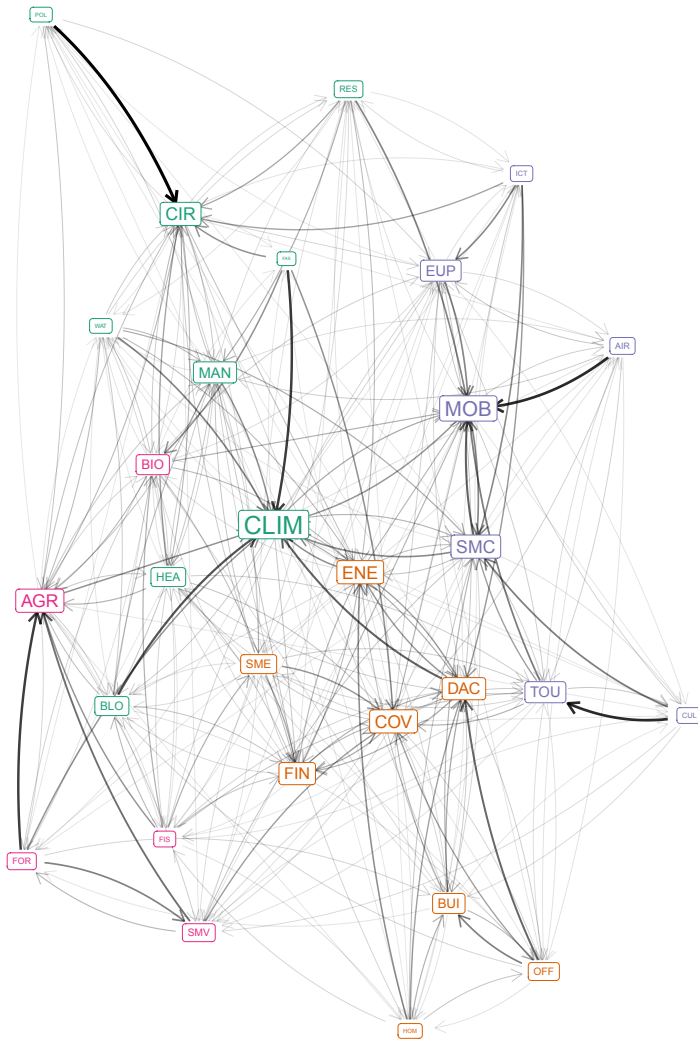 POL
RES
ICT
CIR
EUP
WAT
AIR
MAN
MOB
BIO
CLIM
SMC
ENE
HEA
AGR
SME
DAC
TOU
BLO
COV
CUL
FIN
FIS
FOR
BUI
SMV
OFF
HOM